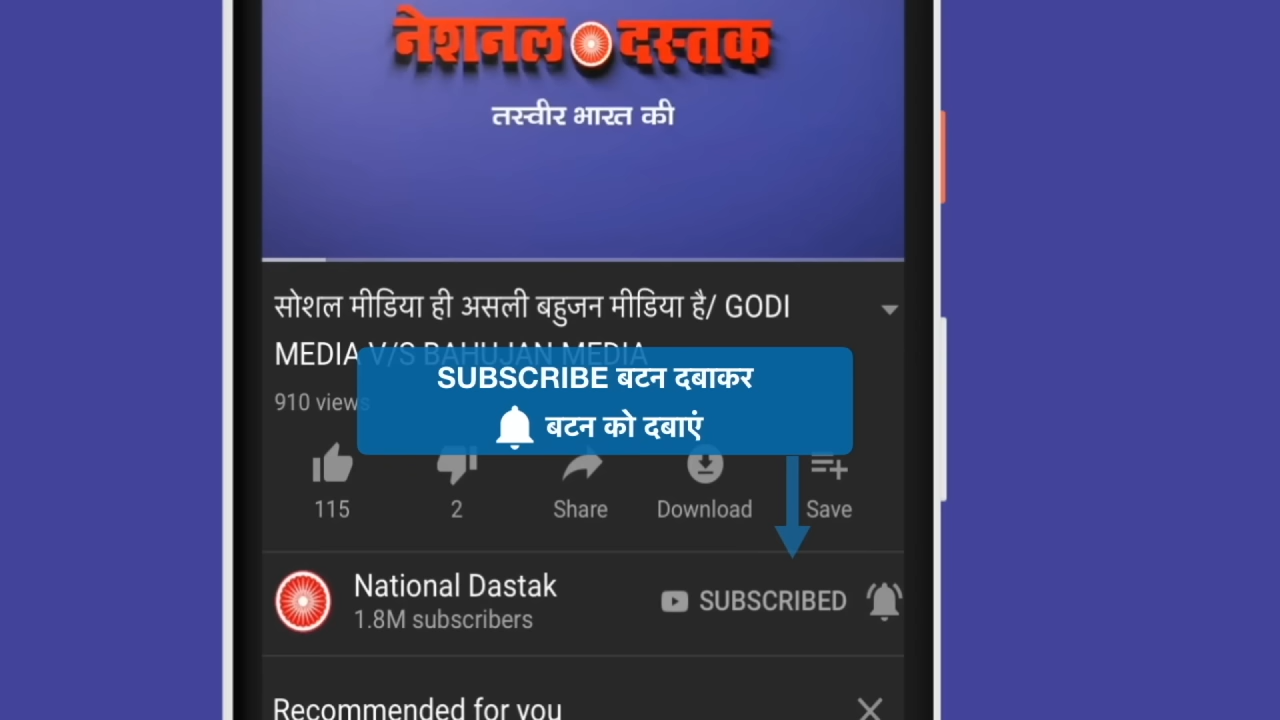 नेशनल दस्तक
तस्वीर भारत की
सोशल मीडिया ही असली बहुजन मीडिया है/ GODI
MEDIA V/S BAHUJAN MEDIA
910 views
SUBSCRIBE बटन दबाकर
बटन को दबाएं
115
2
Share
Download
Save
National Dastak
1.8M subscribers
SUBSCRIBED
Recommended for you